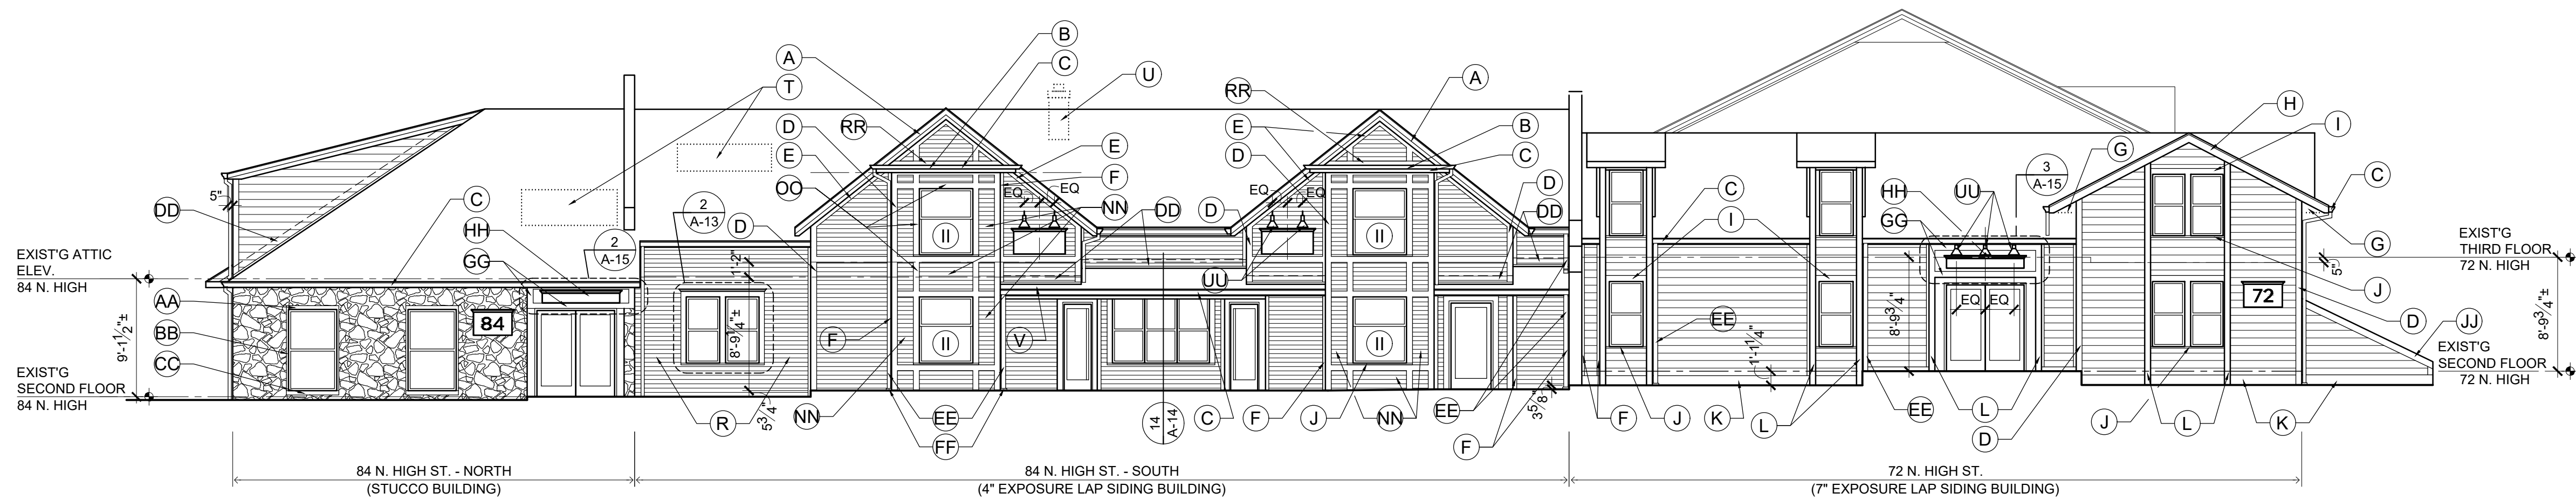 B
A
C
T
U
A
RR
H
D
RR
E
B
I
E
E
D
C
G
3
A-15
OO
F
EQ
EQ
EQ
EQ
D
C
HH
UU
C
5"
C
NN
DD
D
I
GG
G
DD
2
A-13
D
DD
HH
2
A-15
II
II
EXIST'G ATTIC
ELEV.
84 N. HIGH
GG
1'-2"
UU
EXIST'G
THIRD FLOOR
72 N. HIGH
5"
J
AA
84
72
9'-1 1/2"±
BB
8'-9 1/4"±
F
II
V
II
EE
8'-9 3/4"
EQ
EQ
D
JJ
8'-9 3/4"±
CC
1'-1 1/4"
EXIST'G
SECOND FLOOR
84 N. HIGH
EXIST'G
SECOND FLOOR
72 N. HIGH
R
5 3/4"
NN
EE
FF
14
A-14
C
F
J
NN
EE
3 5/8"
F
F
J
K
L
EE
L
D
J
L
K
84 N. HIGH ST. - NORTH
(STUCCO BUILDING)
84 N. HIGH ST. - SOUTH
(4" EXPOSURE LAP SIDING BUILDING)
72 N. HIGH ST.
(7" EXPOSURE LAP SIDING BUILDING)